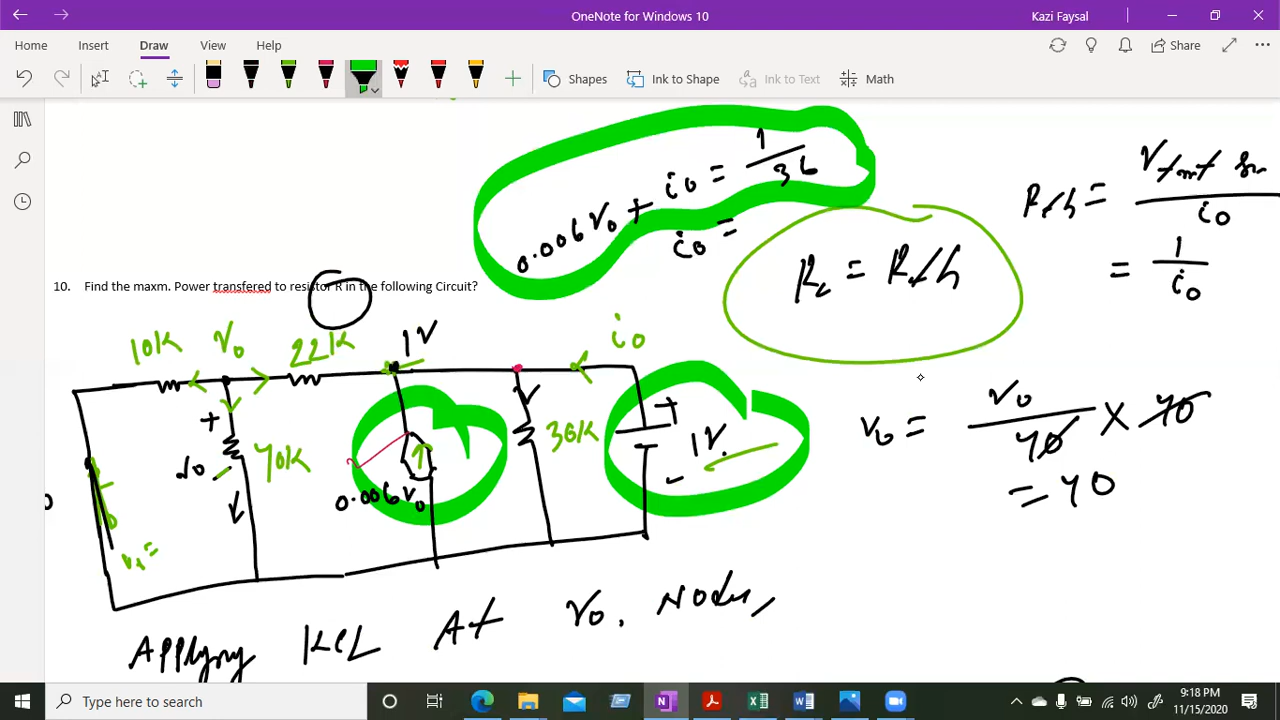 OneNote for Windows 10
Kazi Faysal
Home Insert Draw View Help
Share
Shapes Ink to Shape Ink to Text Math
0.006V0 + i0 = 1/36
i0 =
Rth =
i0
= 1/i0
RL = Rth
10. Find the maxm. Power transfered to resistor R in the following Circuit?
10K V0 22K 1V i0
+
V0 40K
0.006V0
30K
+
1V
-
V0 = V0/40 × 40
= 40
Applyng KCL At V0. Node,
Type here to search
9:18 PM
11/15/2020